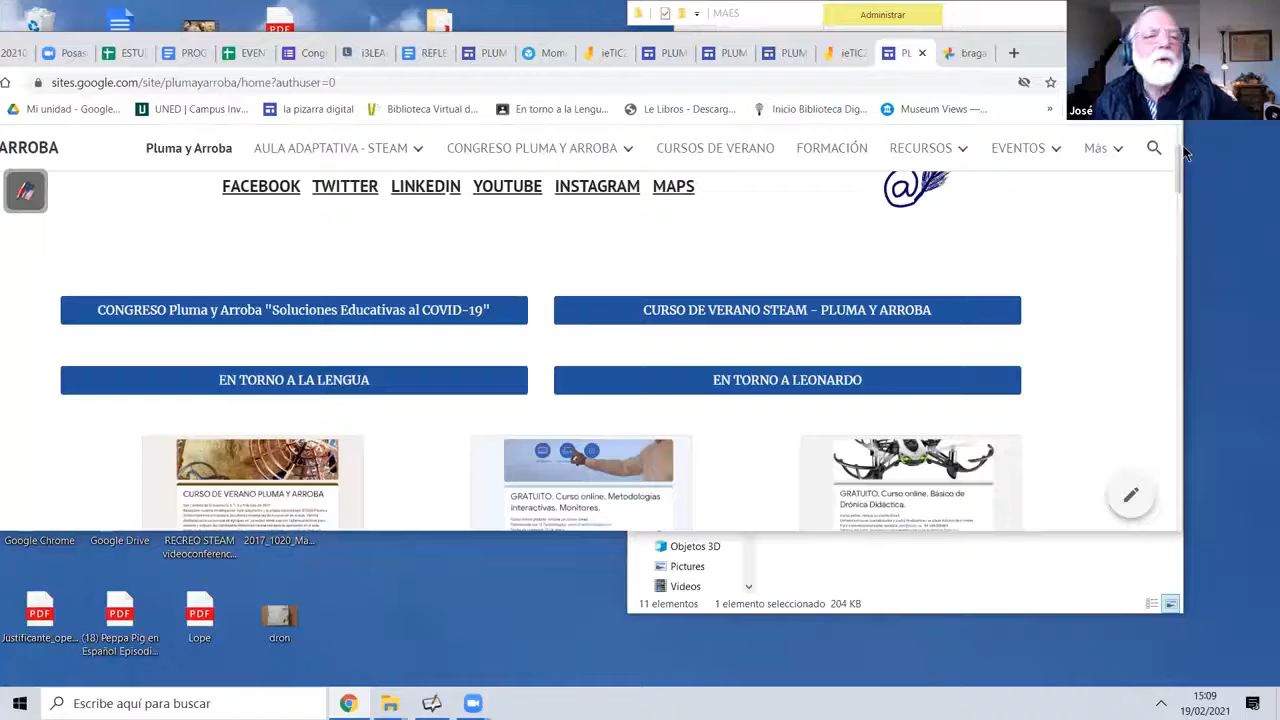 MAES
Administrar
2021(
Posas
ESTU
PROG
EVEN
Cong
i3LEA
REFLE
PLUM
Mom
ieTIC
PLUM
PLUM
PLUM
ieTIC
PL
brag
sites.google.com/site/plumayarroba/home?authuser=0
Mi unidad - Google...
UNED | Campus Inv...
la pizarra digital
Biblioteca Virtual d...
En torno a la Lengu...
Le Libros - Descarg...
Inicio Biblioteca Dig...
Museum Views —...
»
José
ARROBA
Pluma y Arroba
AULA ADAPTATIVA - STEAM
CONGRESO PLUMA Y ARROBA
CURSOS DE VERANO
FORMACIÓN
RECURSOS
EVENTOS
Más
FACEBOOK TWITTER LINKEDIN YOUTUBE INSTAGRAM MAPS
@
CONGRESO Pluma y Arroba "Soluciones Educativas al COVID-19"
CURSO DE VERANO STEAM - PLUMA Y ARROBA
EN TORNO A LA LENGUA
EN TORNO A LEONARDO
CURSO DE VERANO PLUMA Y ARROBA
GRATUITO. Curso online. Metodologías
interactivas. Monitores.
GRATUITO. Curso online. Básico de
Drónica Didáctica.
Google Chrome
Google Drive
RECREO STEAM
videoconferenc...
2017_1020_Ma...
Objetos 3D
Pictures
Videos
11 elementos
1 elemento seleccionado 204 KB
PDF
PDF
PDF
PDF
Justificante_ope...
(18) Peppa Pig en
Español Episodi...
Lope
dron
Escribe aquí para buscar
15:09
19/02/2021